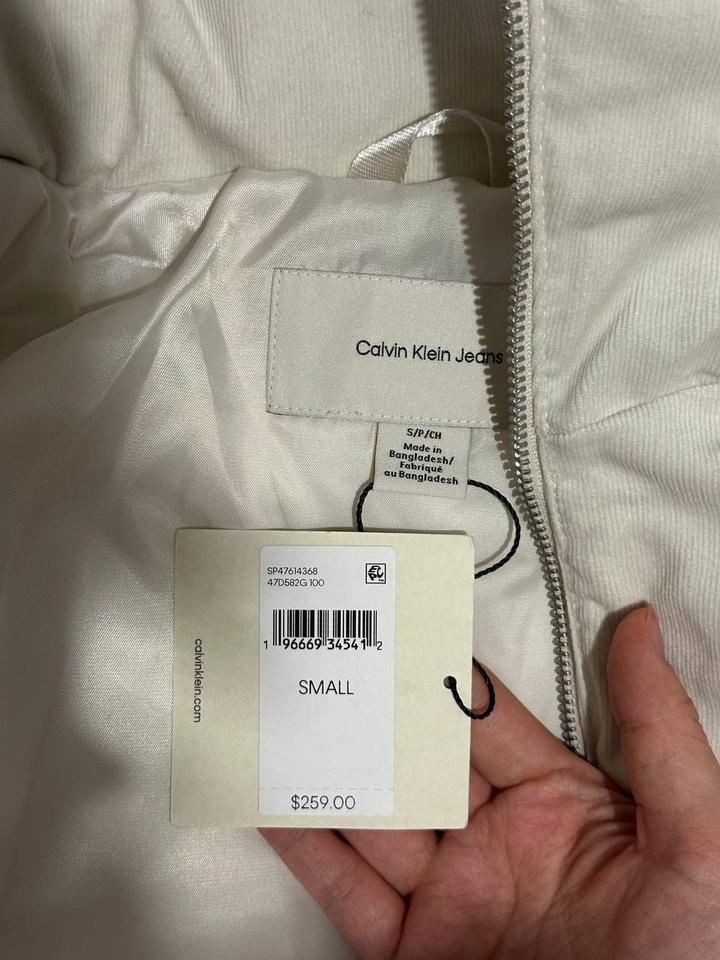 Calvin Klein Jeans
S/P/CH
Made in
Bangladesh/
Fabriqué
au Bangladesh
SP47614368
47D582G 100
1 96669 34541 2
SMALL
$259.00
calvinklein.com